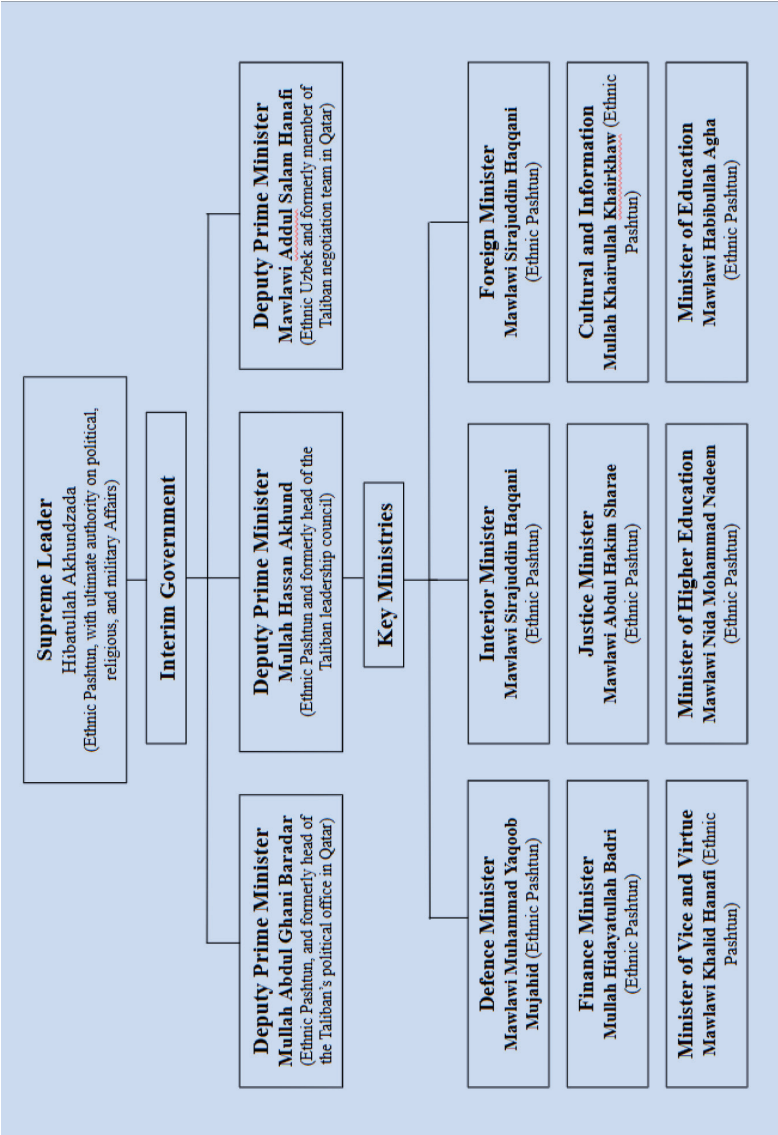 Supreme Leader
Hibatullah Akhundzada
(Ethnic Pashtun, with ultimate authority on political,
religious, and military Affairs)
Interim Government
Deputy Prime Minister
Mullah Abdul Ghani Baradar
(Ethnic Pashtun, and formerly head of
the Taliban's political office in Qatar)
Deputy Prime Minister
Mullah Hassan Akhund
(Ethnic Pashtun and formerly head of the
Taliban leadership council)
Deputy Prime Minister
Mawlawi Addul Salam Hanafi
(Ethnic Uzbek and formerly member of
Taliban negotiation team in Qatar)
Key Ministries
Defence Minister
Mawlawi Muhammad Yaqoob
Mujahid (Ethnic Pashtun)
Interior Minister
Mawlawi Sirajuddin Haqqani
(Ethnic Pashtun)
Foreign Minister
Mawlawi Sirajuddin Haqqani
(Ethnic Pashtun)
Finance Minister
Mullah Hidayatullah Badri
(Ethnic Pashtun)
Justice Minister
Mawlawi Abdul Hakim Sharae
(Ethnic Pashtun)
Cultural and Information
Mullah Khairullah Khairkhaw (Ethnic
Pashtun)
Minister of Vice and Virtue
Mawlawi Khalid Hanafi (Ethnic
Pashtun)
Minister of Higher Education
Mawlawi Nida Mohammad Nadeem
(Ethnic Pashtun)
Minister of Education
Mawlawi Habibullah Agha
(Ethnic Pashtun)